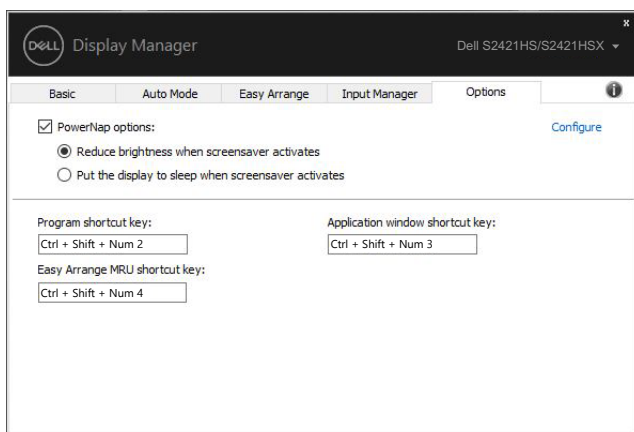 x
DELL Display Manager
Dell S2421HS/S2421HSX
Basic Auto Mode Easy Arrange Input Manager Options i
PowerNap options: Configure
Reduce brightness when screensaver activates
Put the display to sleep when screensaver activates
Program shortcut key: Application window shortcut key:
Ctrl + Shift + Num 2 Ctrl + Shift + Num 3
Easy Arrange MRU shortcut key:
Ctrl + Shift + Num 4